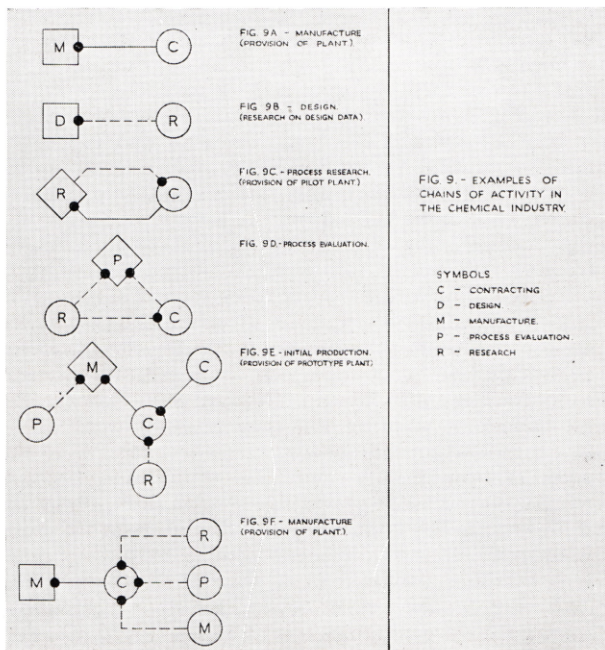 M
C
FIG. 9A - MANUFACTURE
(PROVISION OF PLANT)
D
R
FIG. 9B - DESIGN.
(RESEARCH ON DESIGN DATA)
R
C
FIG. 9C. - PROCESS RESEARCH.
(PROVISION OF PILOT PLANT)
P
R
C
FIG. 9D. - PROCESS EVALUATION.
M
C
P
C
R
FIG. 9E - INITIAL PRODUCTION.
(PROVISION OF PROTOTYPE PLANT)
FIG. 9F. - MANUFACTURE
(PROVISION OF PLANT.)
R
M
C
P
M
FIG. 9. - EXAMPLES OF
CHAINS OF ACTIVITY IN
THE CHEMICAL INDUSTRY.
SYMBOLS
C - CONTRACTING
D - DESIGN.
M - MANUFACTURE.
P - PROCESS EVALUATION.
R - RESEARCH